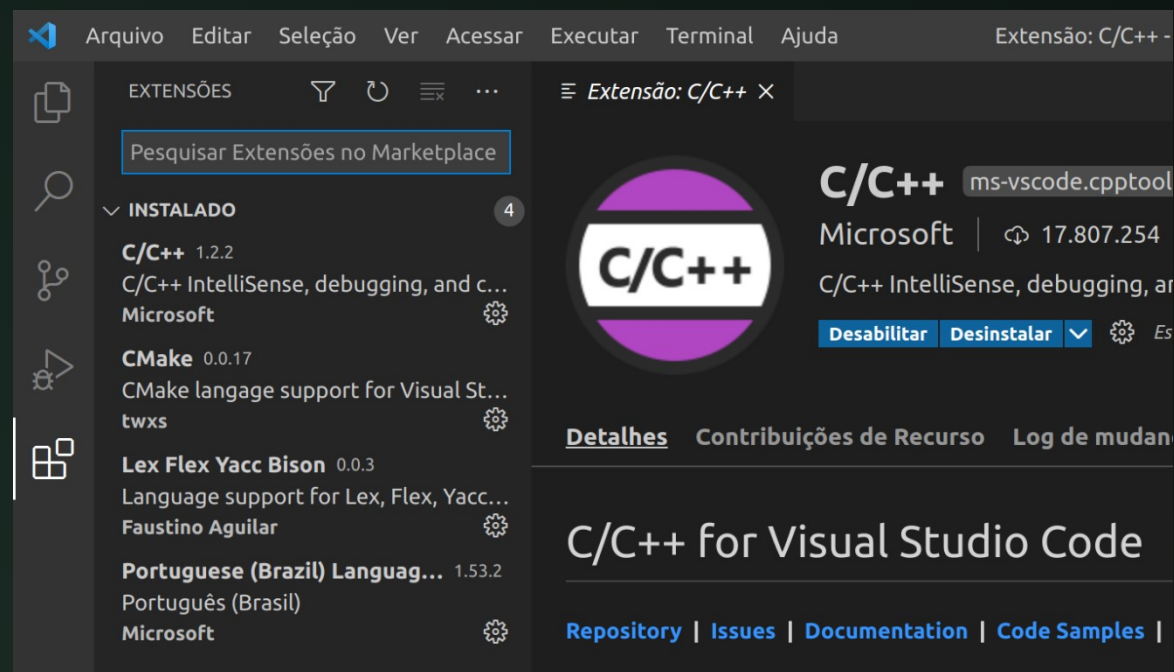 Arquivo Editar Seleção Ver Acessar Executar Terminal Ajuda Extensão: C/C++ -
EXTENSÕES
Pesquisar Extensões no Marketplace
INSTALADO 4
C/C++ 1.2.2
C/C++ IntelliSense, debugging, and c...
Microsoft
CMake 0.0.17
CMake langage support for Visual St...
twxs
Lex Flex Yacc Bison 0.0.3
Language support for Lex, Flex, Yacc...
Faustino Aguilar
Portuguese (Brazil) Languag... 1.53.2
Português (Brasil)
Microsoft
Extensão: C/C++
C/C++
C/C++ ms-vscode.cpptool
Microsoft 17.807.254
C/C++ IntelliSense, debugging, ar
Desabilitar Desinstalar Es
Detalhes Contribuições de Recurso Log de mudan
C/C++ for Visual Studio Code
Repository | Issues | Documentation | Code Samples |